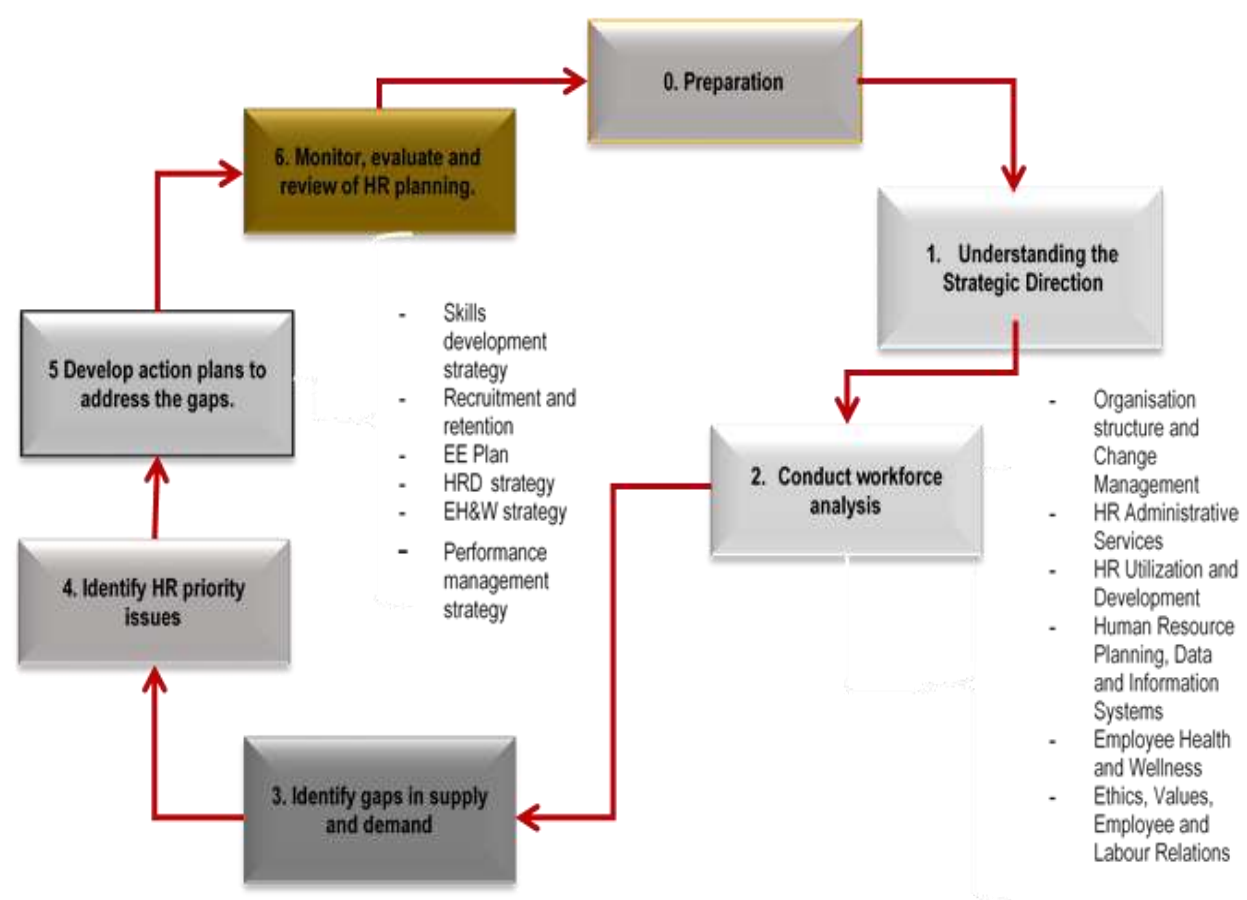 0. Preparation
6. Monitor, evaluate and
review of HR planning.
1. Understanding the
Strategic Direction
5 Develop action plans to
address the gaps.
- Skills
development
strategy
- Recruitment and
retention
- EE Plan
- HRD strategy
- EH&W strategy
- Performance
management
strategy
2. Conduct workforce
analysis
- Organisation
structure and
Change
Management
- HR Administrative
Services
- HR Utilization and
Development
- Human Resource
Planning, Data
and Information
Systems
- Employee Health
and Wellness
- Ethics, Values,
Employee and
Labour Relations
4. Identify HR priority
issues
3. Identify gaps in supply
and demand